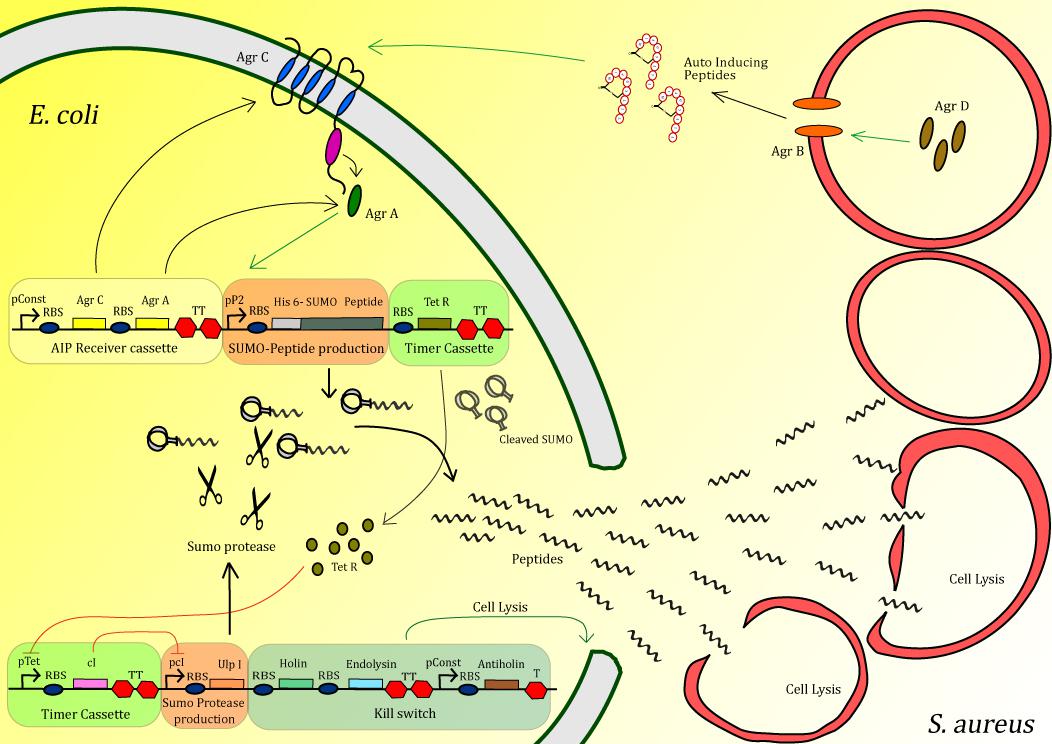 Agr C
E. coli
Auto Inducing
Peptides
Agr D
Agr B
Agr A
pConst
RBS
Agr C
RBS
Agr A
TT
AIP Receiver cassette
pP2
RBS
His 6- SUMO Peptide
SUMO-Peptide production
RBS
Tet R
TT
Timer Cassette
Cleaved SUMO
Sumo protease
Tet R
Peptides
Cell Lysis
Cell Lysis
Cell Lysis
pTet
RBS
cI
TT
Timer Cassette
pcI
RBS
Ulp I
Sumo Protease
production
RBS
Holin
RBS
Endolysin
TT
pConst
RBS
Antiholin
T
Kill switch
S. aureus